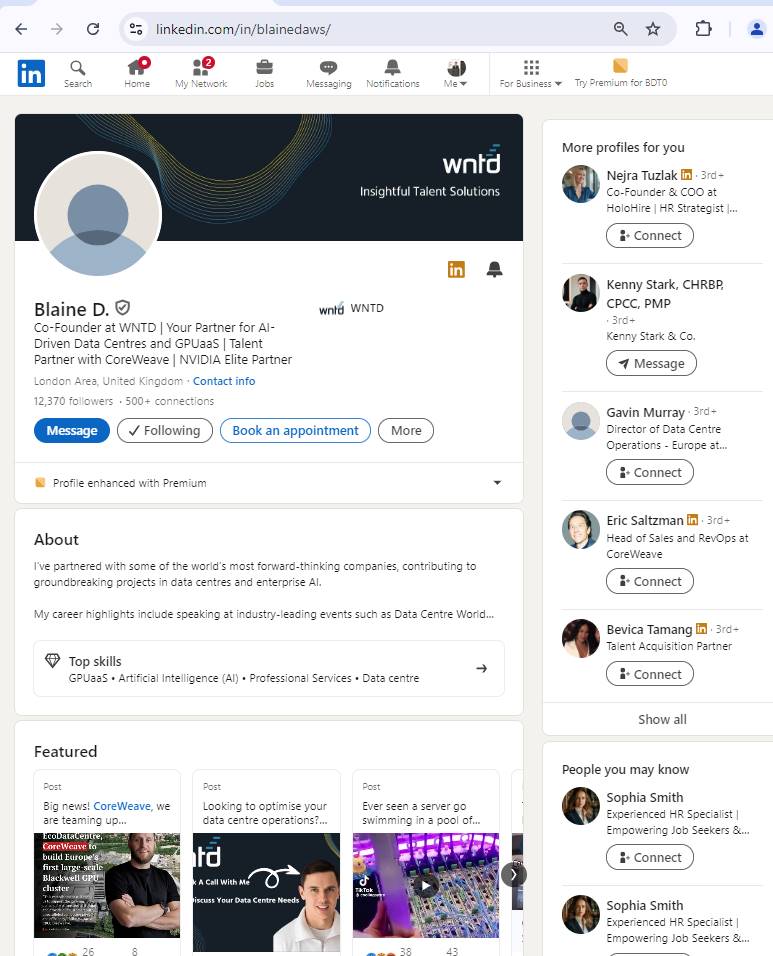 linkedin.com/in/blainedaws/
in
Search
Home
2
My Network
Jobs
Messaging
Notifications
Me
For Business
Try Premium for BDT0
wntd
Insightful Talent Solutions
in
Blaine D.
wntd WNTD
Co-Founder at WNTD | Your Partner for AI-
Driven Data Centres and GPUaaS | Talent
Partner with CoreWeave | NVIDIA Elite Partner
London Area, United Kingdom · Contact info
12,370 followers · 500+ connections
Message
Following
Book an appointment
More
Profile enhanced with Premium
About
I've partnered with some of the world's most forward-thinking companies, contributing to
groundbreaking projects in data centres and enterprise AI.
My career highlights include speaking at industry-leading events such as Data Centre World...
Top skills
GPUaaS • Artificial Intelligence (AI) • Professional Services • Data centre
Featured
Post
Big news! CoreWeave, we
are teaming up...
EcoDataCentre,
CoreWeave to
build Europe's
first large-scale
Blackwell GPU
cluster
26
8
Post
Looking to optimise your
data centre operations?...
td
k A Call With Me
iscuss Your Data Centre Needs
Post
Ever seen a server go
swimming in a pool of...
TikTok
38
43
More profiles for you
Nejra Tuzlak in · 3rd+
Co-Founder & COO at
HoloHire | HR Strategist |...
Connect
Kenny Stark, CHRBP,
CPCC, PMP
· 3rd+
Kenny Stark & Co.
Message
Gavin Murray · 3rd+
Director of Data Centre
Operations - Europe at...
Connect
Eric Saltzman in · 3rd+
Head of Sales and RevOps at
CoreWeave
Connect
Bevica Tamang in · 3rd+
Talent Acquisition Partner
Connect
Show all
People you may know
Sophia Smith
Experienced HR Specialist |
Empowering Job Seekers &...
Connect
Sophia Smith
Experienced HR Specialist |
Empowering Job Seekers &...